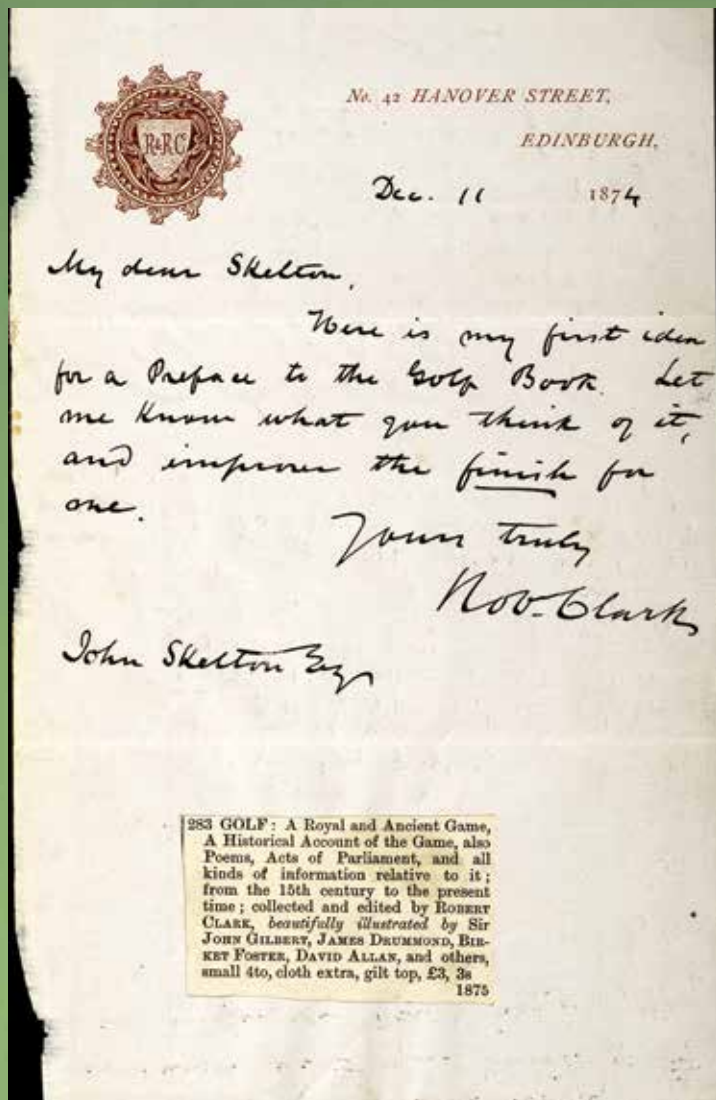 R&RC
No. 42 HANOVER STREET,
EDINBURGH,
Dec. 11 1874
My dear Skelton,
Here is my first idea
for a Preface to the Golf Book. Let
me know what you think of it,
and improve the finish for
me.
Yours truly
Rob. Clark
John Skelton Esq
283 GOLF: A Royal and Ancient Game,
A Historical Account of the Game, also
Poems, Acts of Parliament, and all
kinds of information relative to it;
from the 15th century to the present
time; collected and edited by ROBERT
CLARK, beautifully illustrated by Sir
JOHN GILBERT, JAMES DRUMMOND, BIR-
KET FOSTER, DAVID ALLAN, and others,
small 4to, cloth extra, gilt top, £3, 3s
1875